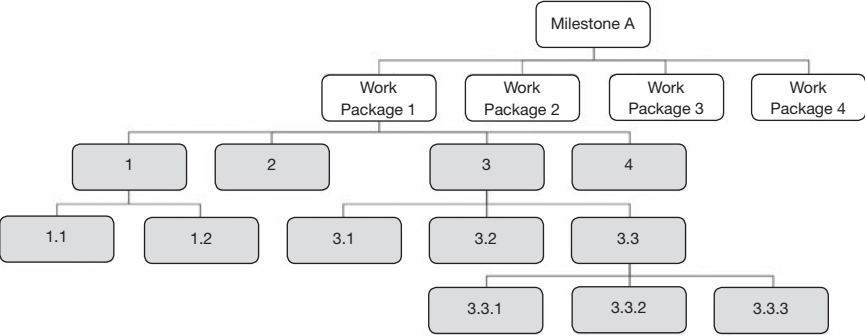 Milestone A
Work
Package 1
Work
Package 2
Work
Package 3
Work
Package 4
1
2
3
4
1.1
1.2
3.1
3.2
3.3
3.3.1
3.3.2
3.3.3